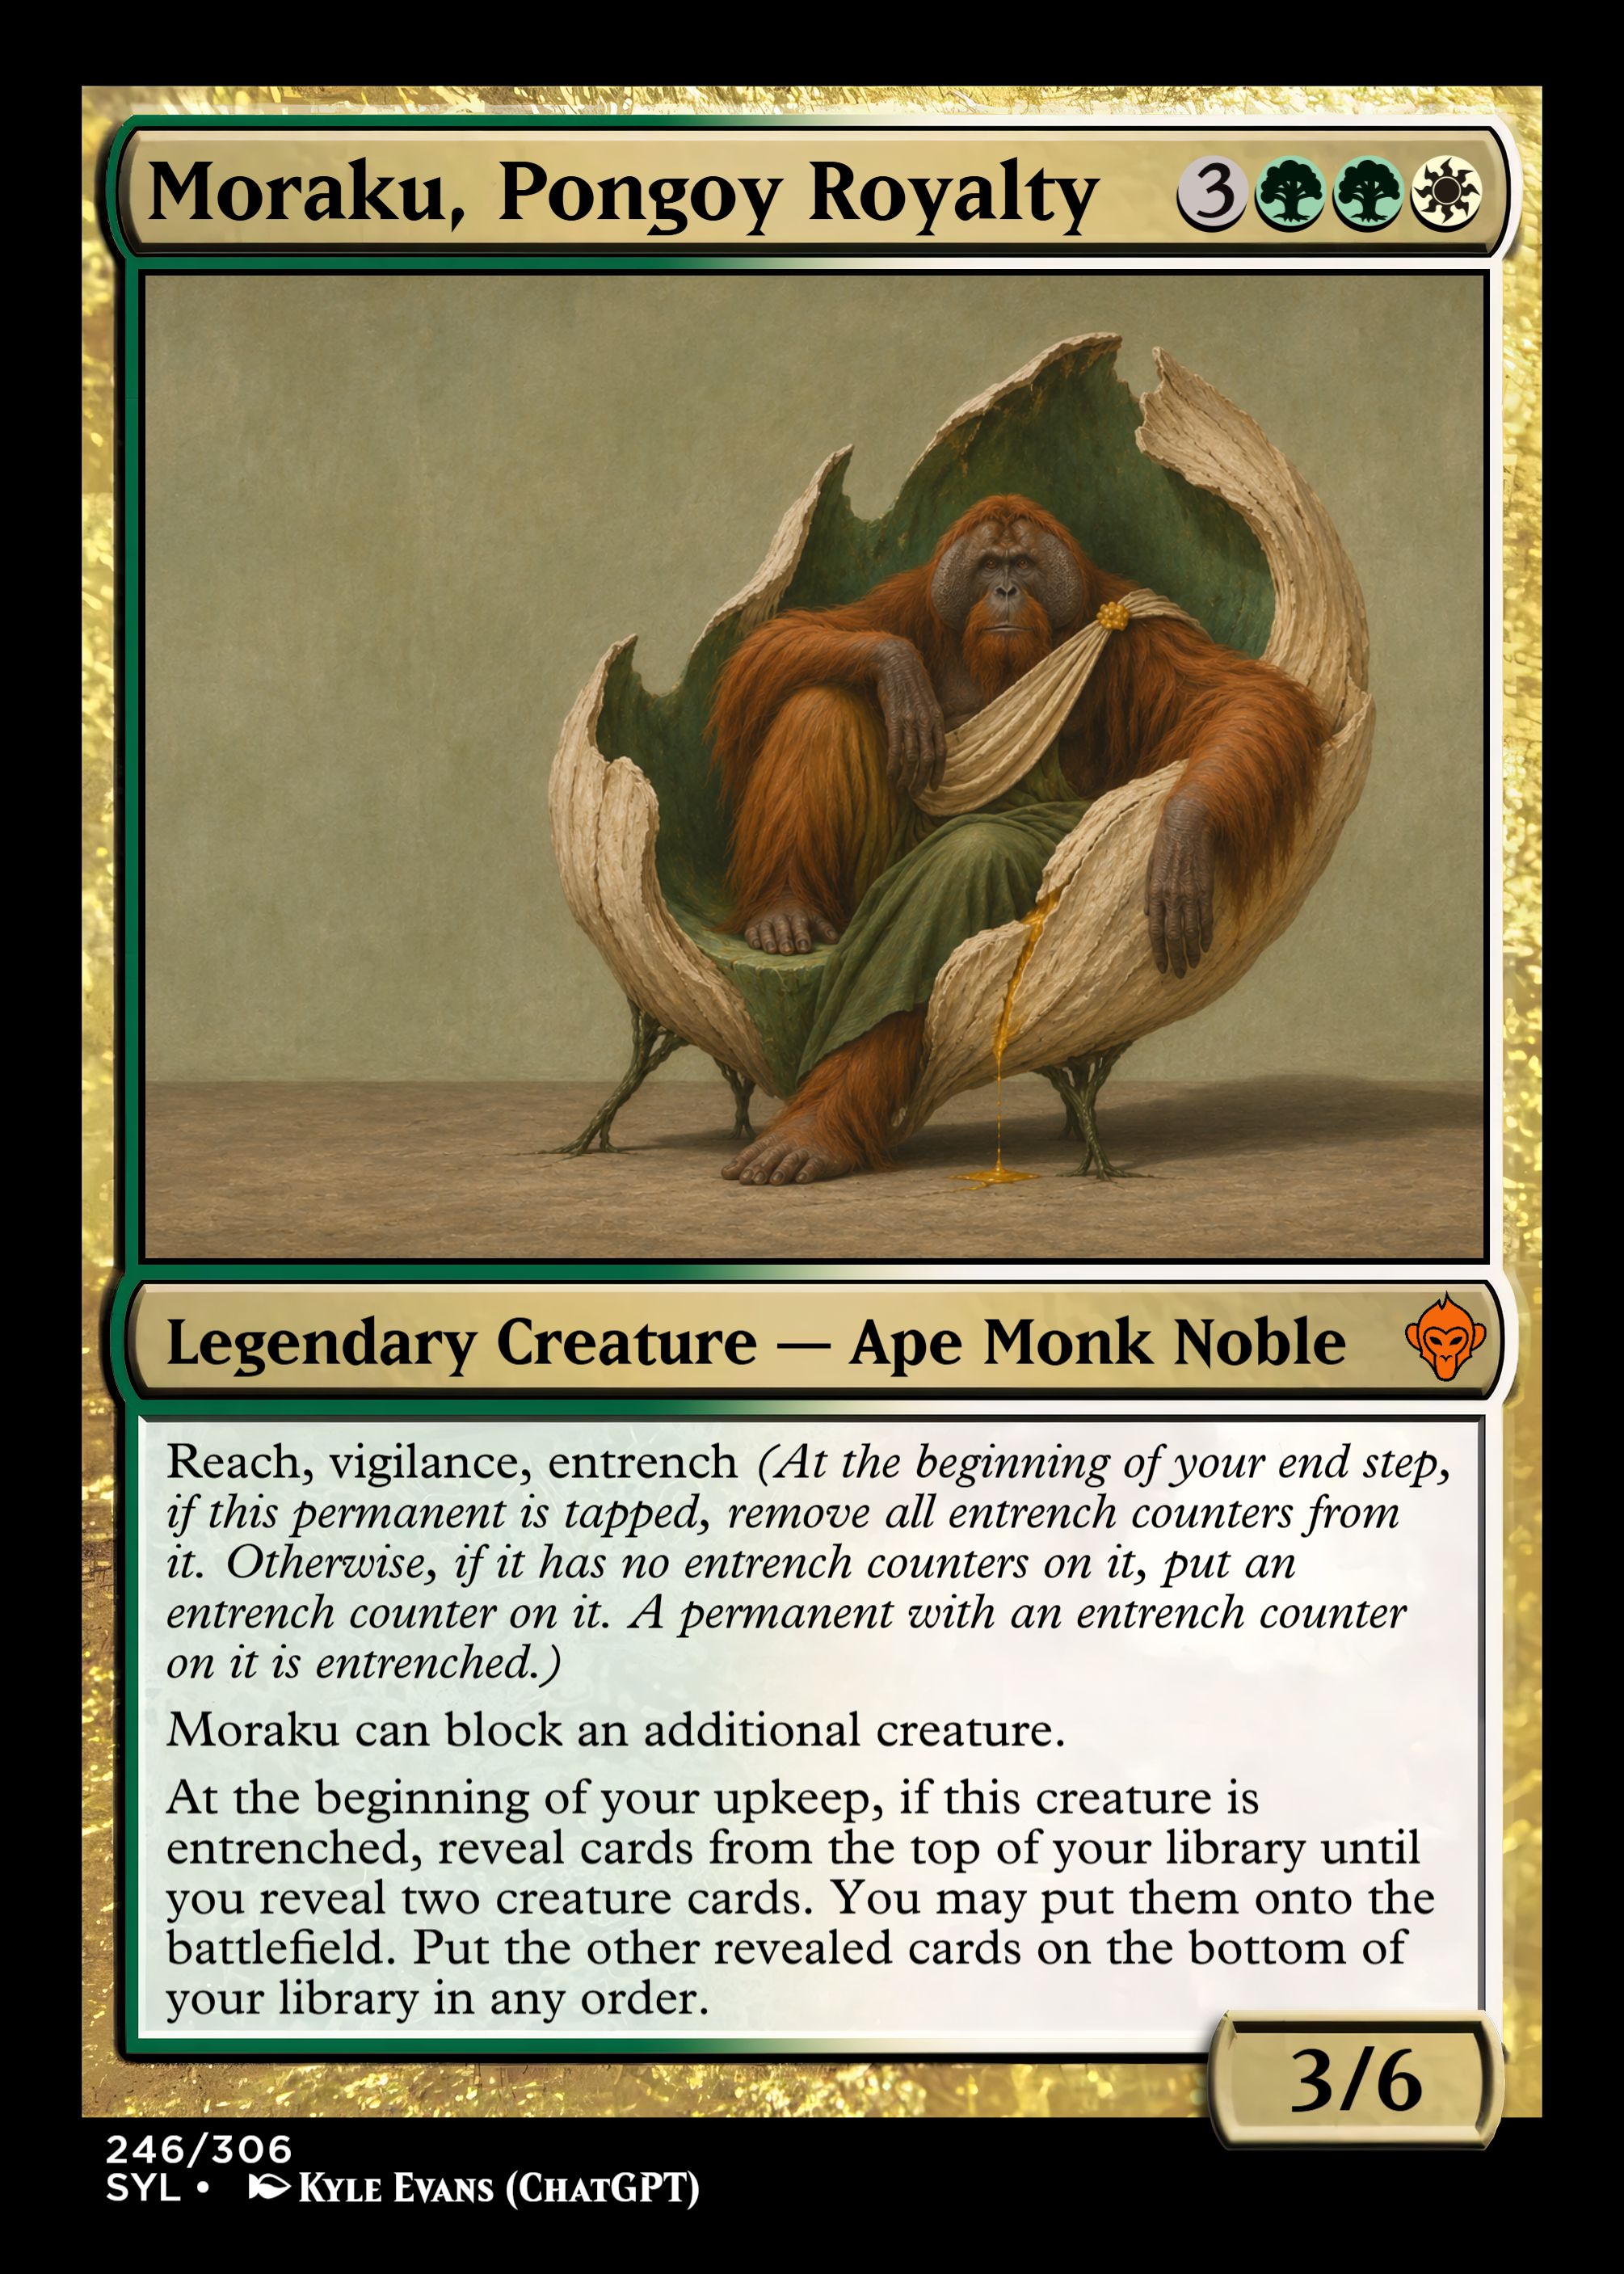 Moraku, Pongoy Royalty 3
Legendary Creature — Ape Monk Noble
Reach, vigilance, entrench (At the beginning of your end step,
if this permanent is tapped, remove all entrench counters from
it. Otherwise, if it has no entrench counters on it, put an
entrench counter on it. A permanent with an entrench counter
on it is entrenched.)
Moraku can block an additional creature.
At the beginning of your upkeep, if this creature is
entrenched, reveal cards from the top of your library until
you reveal two creature cards. You may put them onto the
battlefield. Put the other revealed cards on the bottom of
your library in any order.
3/6
246/306
SYL • Kyle Evans (ChatGPT)